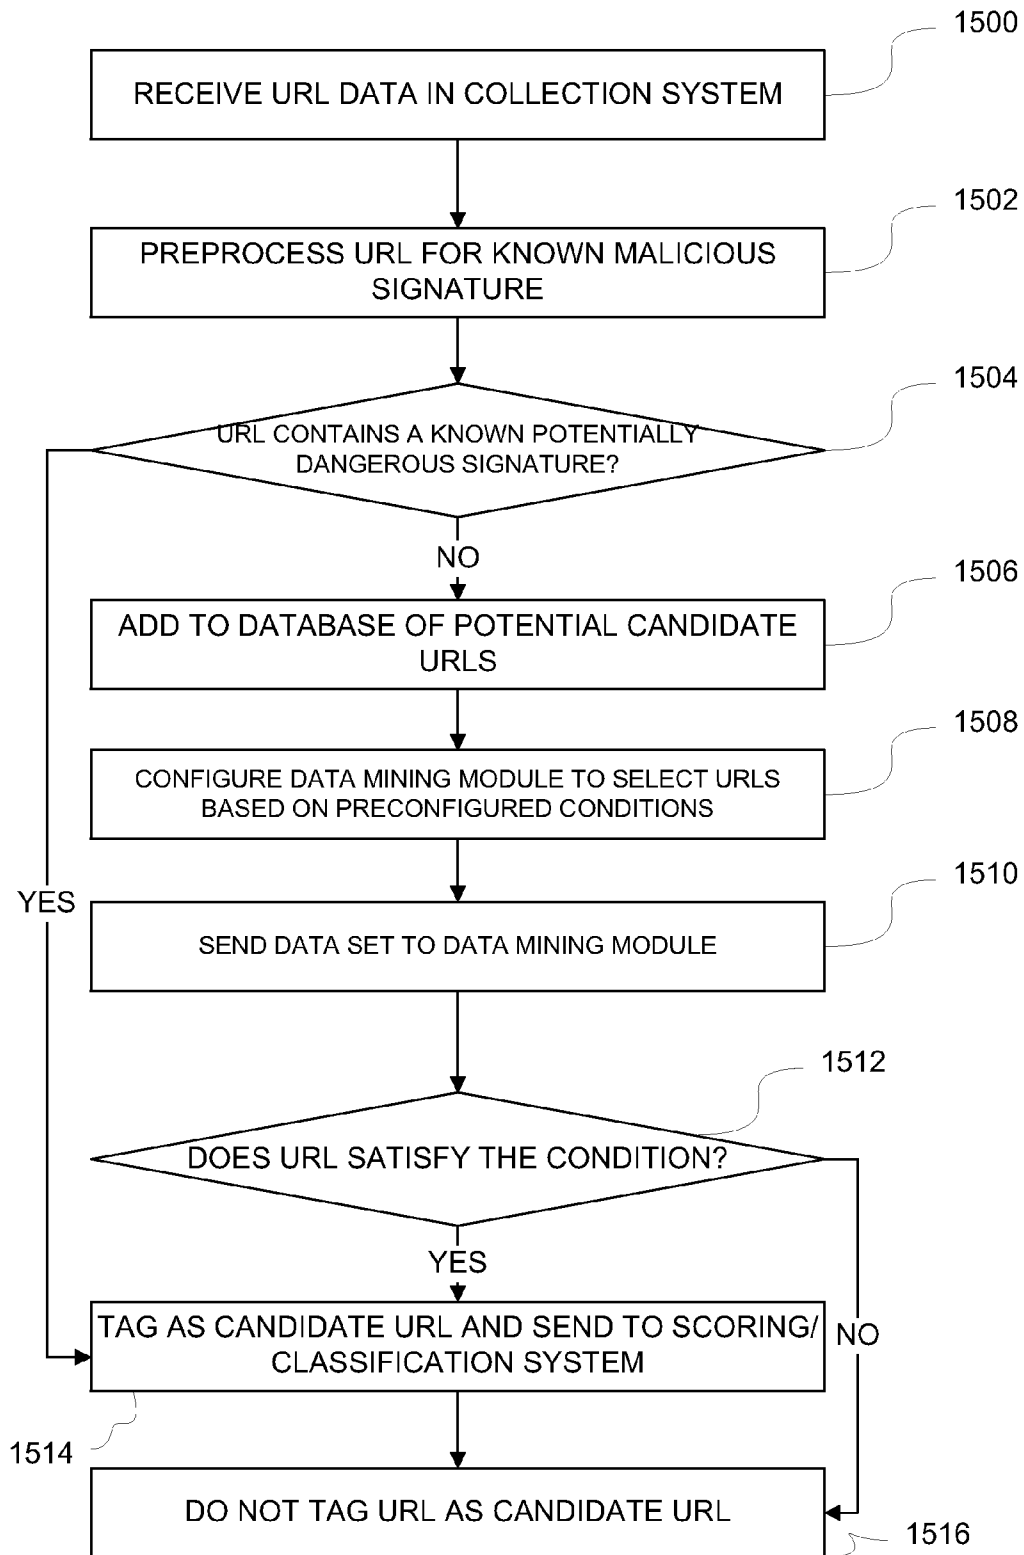 1500
RECEIVE URL DATA IN COLLECTION SYSTEM
1502
PREPROCESS URL FOR KNOWN MALICIOUS
SIGNATURE
1504
URL CONTAINS A KNOWN POTENTIALLY
DANGEROUS SIGNATURE?
NO
1506
ADD TO DATABASE OF POTENTIAL CANDIDATE
URLS
1508
CONFIGURE DATA MINING MODULE TO SELECT URLS
BASED ON PRECONFIGURED CONDITIONS
YES
1510
SEND DATA SET TO DATA MINING MODULE
1512
DOES URL SATISFY THE CONDITION?
YES
TAG AS CANDIDATE URL AND SEND TO SCORING/
CLASSIFICATION SYSTEM
NO
1514
DO NOT TAG URL AS CANDIDATE URL
1516